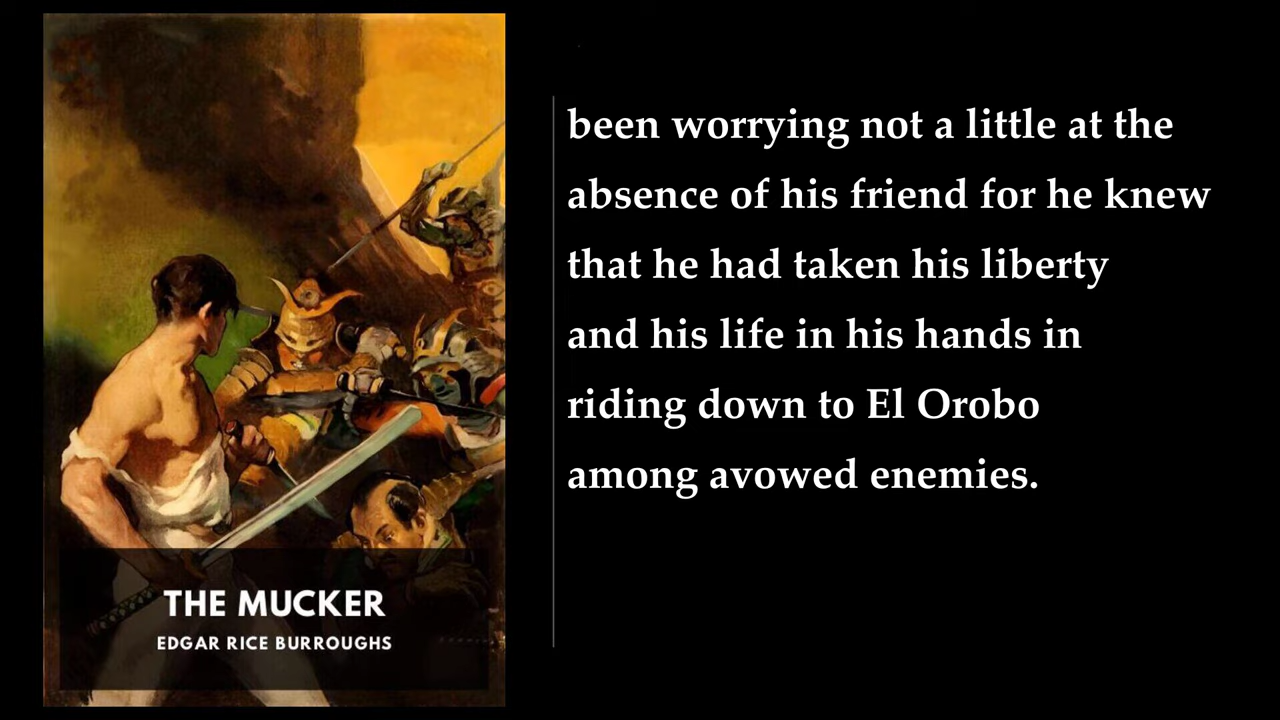 THE MUCKER
EDGAR RICE BURROUGHS
been worrying not a little at the
absence of his friend for he knew
that he had taken his liberty
and his life in his hands in
riding down to El Orobo
among avowed enemies.